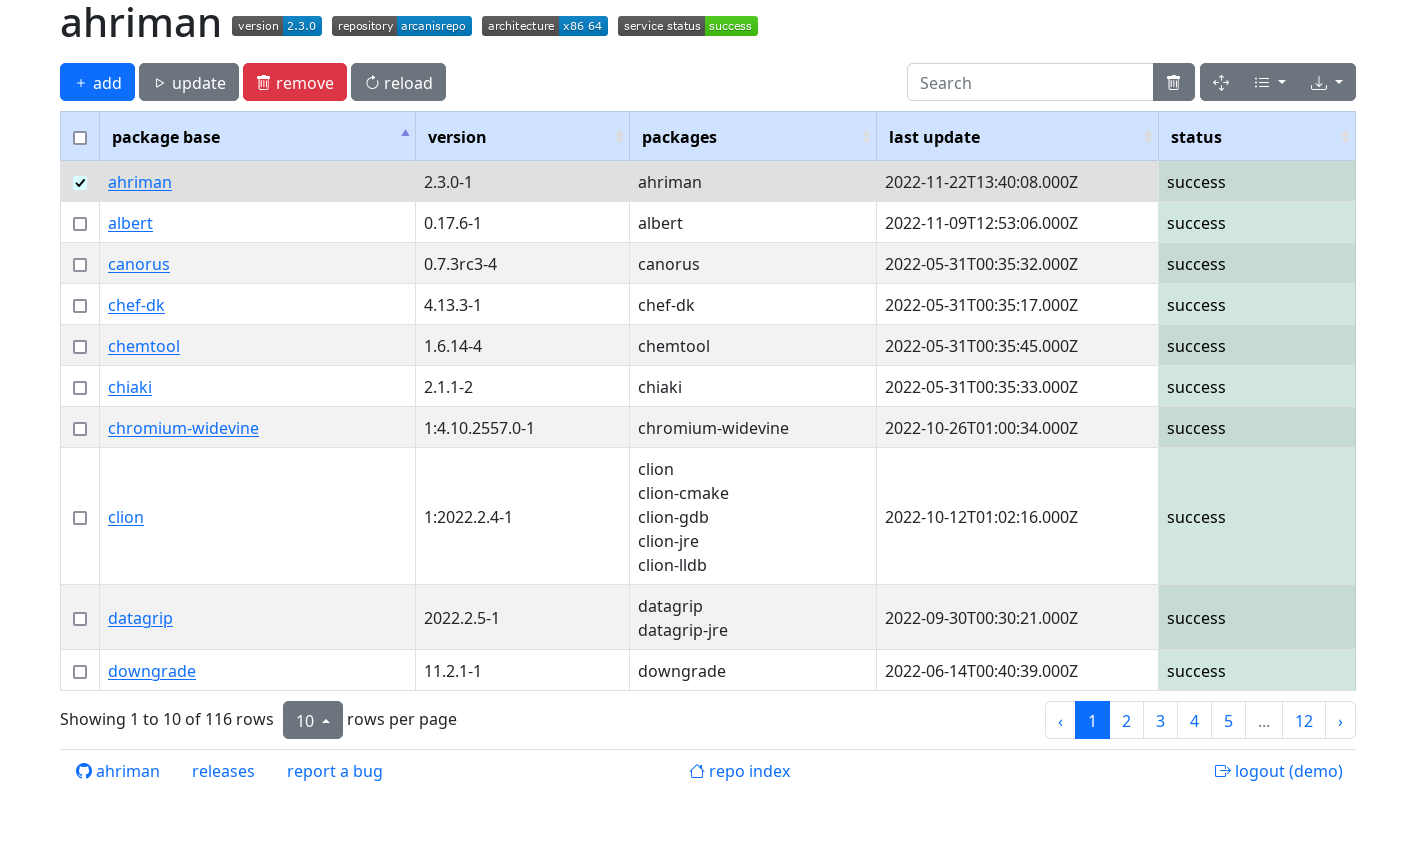 ahriman version 2.3.0 repository arcanisrepo architecture x86 64 service status success
add update remove reload Search
package base version packages last update status
ahriman 2.3.0-1 ahriman 2022-11-22T13:40:08.000Z success
albert 0.17.6-1 albert 2022-11-09T12:53:06.000Z success
canorus 0.7.3rc3-4 canorus 2022-05-31T00:35:32.000Z success
chef-dk 4.13.3-1 chef-dk 2022-05-31T00:35:17.000Z success
chemtool 1.6.14-4 chemtool 2022-05-31T00:35:45.000Z success
chiaki 2.1.1-2 chiaki 2022-05-31T00:35:33.000Z success
chromium-widevine 1:4.10.2557.0-1 chromium-widevine 2022-10-26T01:00:34.000Z success
clion
clion-cmake
clion 1:2022.2.4-1 clion-gdb 2022-10-12T01:02:16.000Z success
clion-jre
clion-lldb
datagrip 2022.2.5-1 datagrip 2022-09-30T00:30:21.000Z success
datagrip-jre
downgrade 11.2.1-1 downgrade 2022-06-14T00:40:39.000Z success
Showing 1 to 10 of 116 rows 10 rows per page ‹ 1 2 3 4 5 ... 12 ›
ahriman releases report a bug repo index logout (demo)